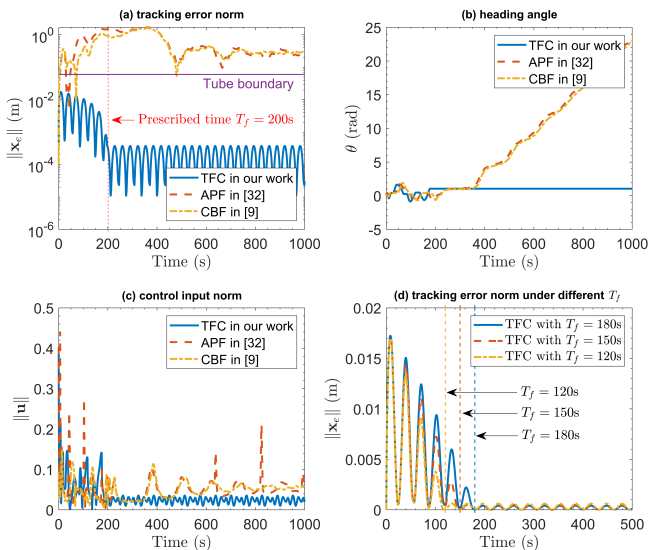 (a) tracking error norm
10^0
10^-2
10^-4
10^-6
‖x_e‖ (m)
Tube boundary
Prescribed time T_f = 200s
TFC in our work
APF in [32]
CBF in [9]
0 200 400 600 800 1000
Time (s)
(b) heading angle
25
20
15
10
5
0
-5
θ (rad)
TFC in our work
APF in [32]
CBF in [9]
0 200 400 600 800 1000
Time (s)
(c) control input norm
0.5
0.4
0.3
0.2
0.1
0
‖u‖
TFC in our work
APF in [32]
CBF in [9]
0 200 400 600 800 1000
Time (s)
(d) tracking error norm under different T_f
0.02
0.015
0.01
0.005
0
‖x_e‖ (m)
TFC with T_f = 180s
TFC with T_f = 150s
TFC with T_f = 120s
T_f = 120s
T_f = 150s
T_f = 180s
0 100 200 300 400 500
Time (s)